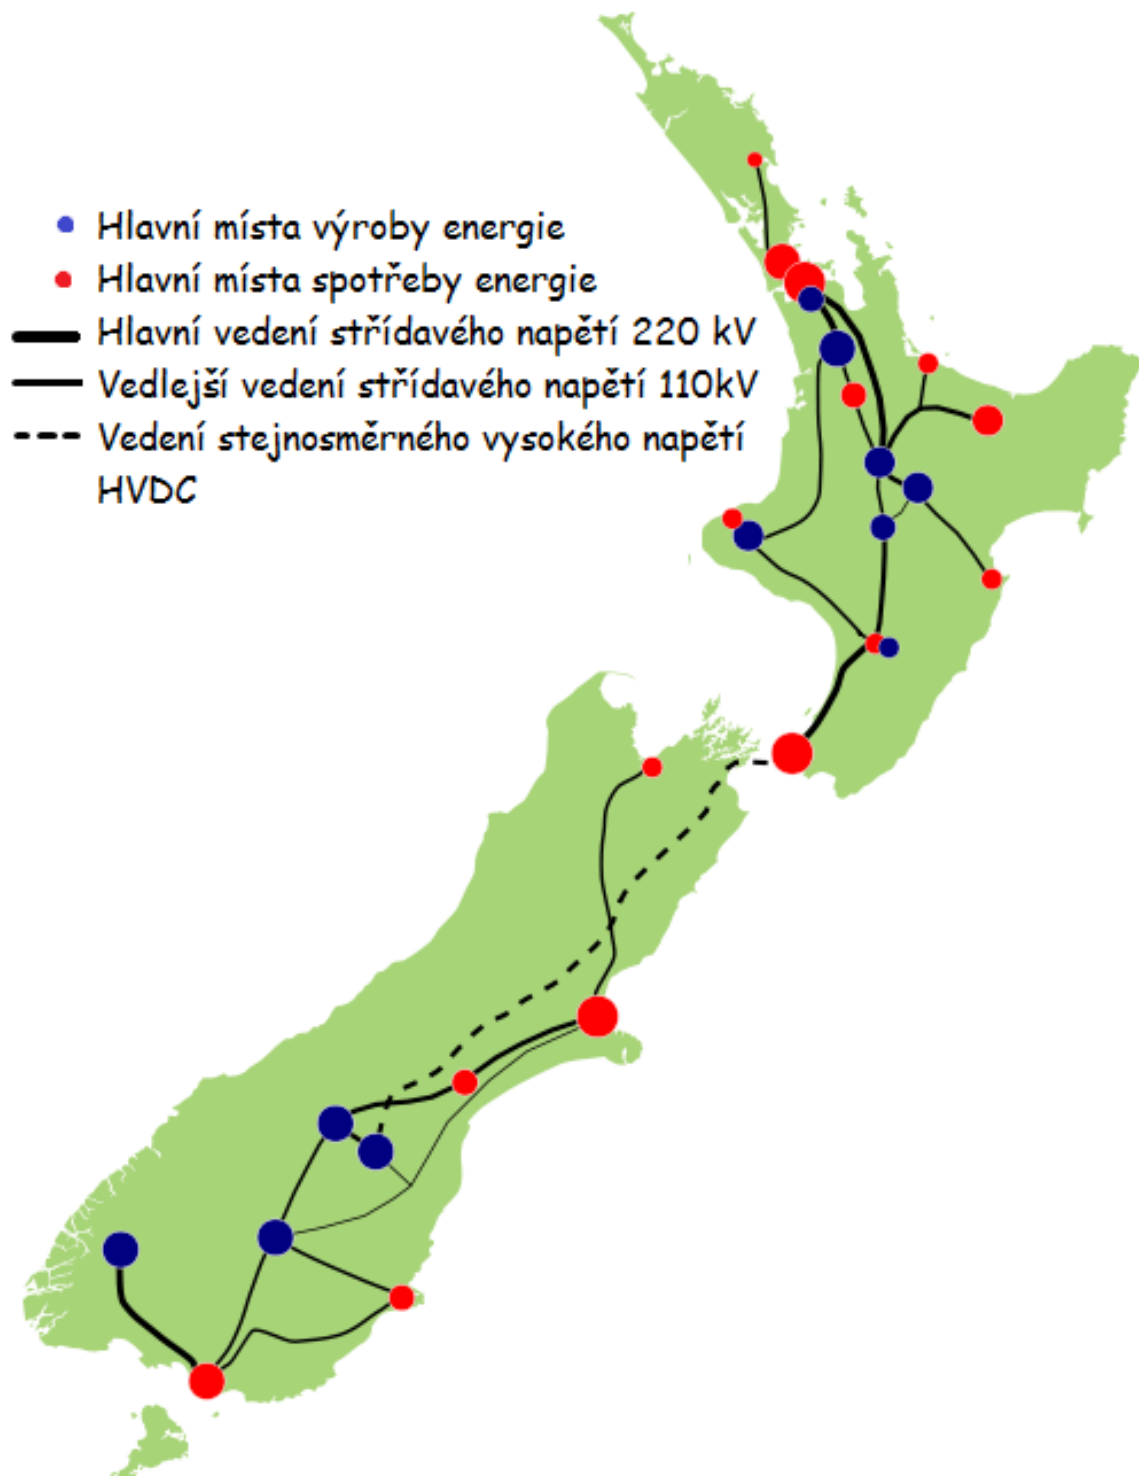 Hlavní místa výroby energie
Hlavní místa spotřeby energie
Hlavní vedení střídavého napětí 220 kV
Vedlejší vedení střídavého napětí 110kV
Vedení stejnosměrného vysokého napětí
HVDC